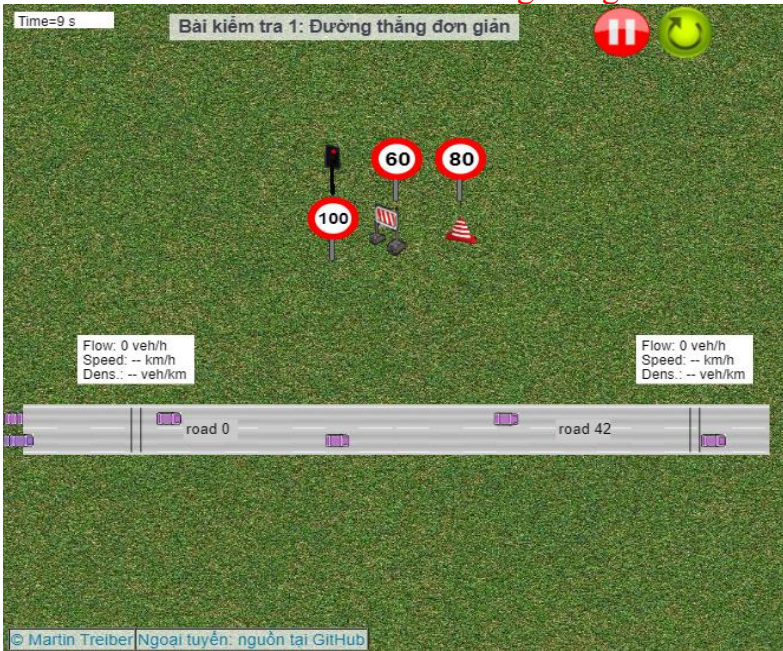 Time=9 s
Bài kiểm tra 1: Đường thẳng đơn giản
60
80
100
Flow: 0 veh/h
Speed: -- km/h
Dens.: -- veh/km
Flow: 0 veh/h
Speed: -- km/h
Dens.: -- veh/km
road 0
road 42
© Martin Treiber
Ngoại tuyến: nguồn tại GitHub